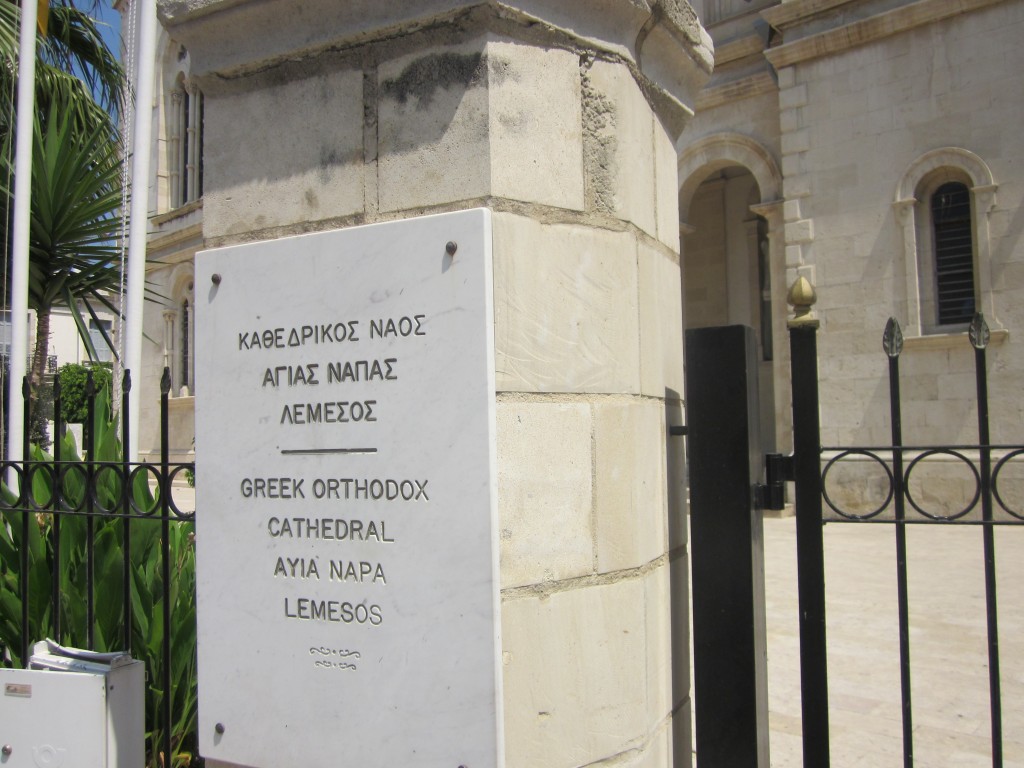 ΚΑΘΕΔΡΙΚΟΣ ΝΑΟΣ
ΑΓΙΑΣ ΝΑΠΑΣ
ΛΕΜΕΣΟΣ
GREEK ORTHODOX
CATHEDRAL
AYIA NAPA
LEMESOS